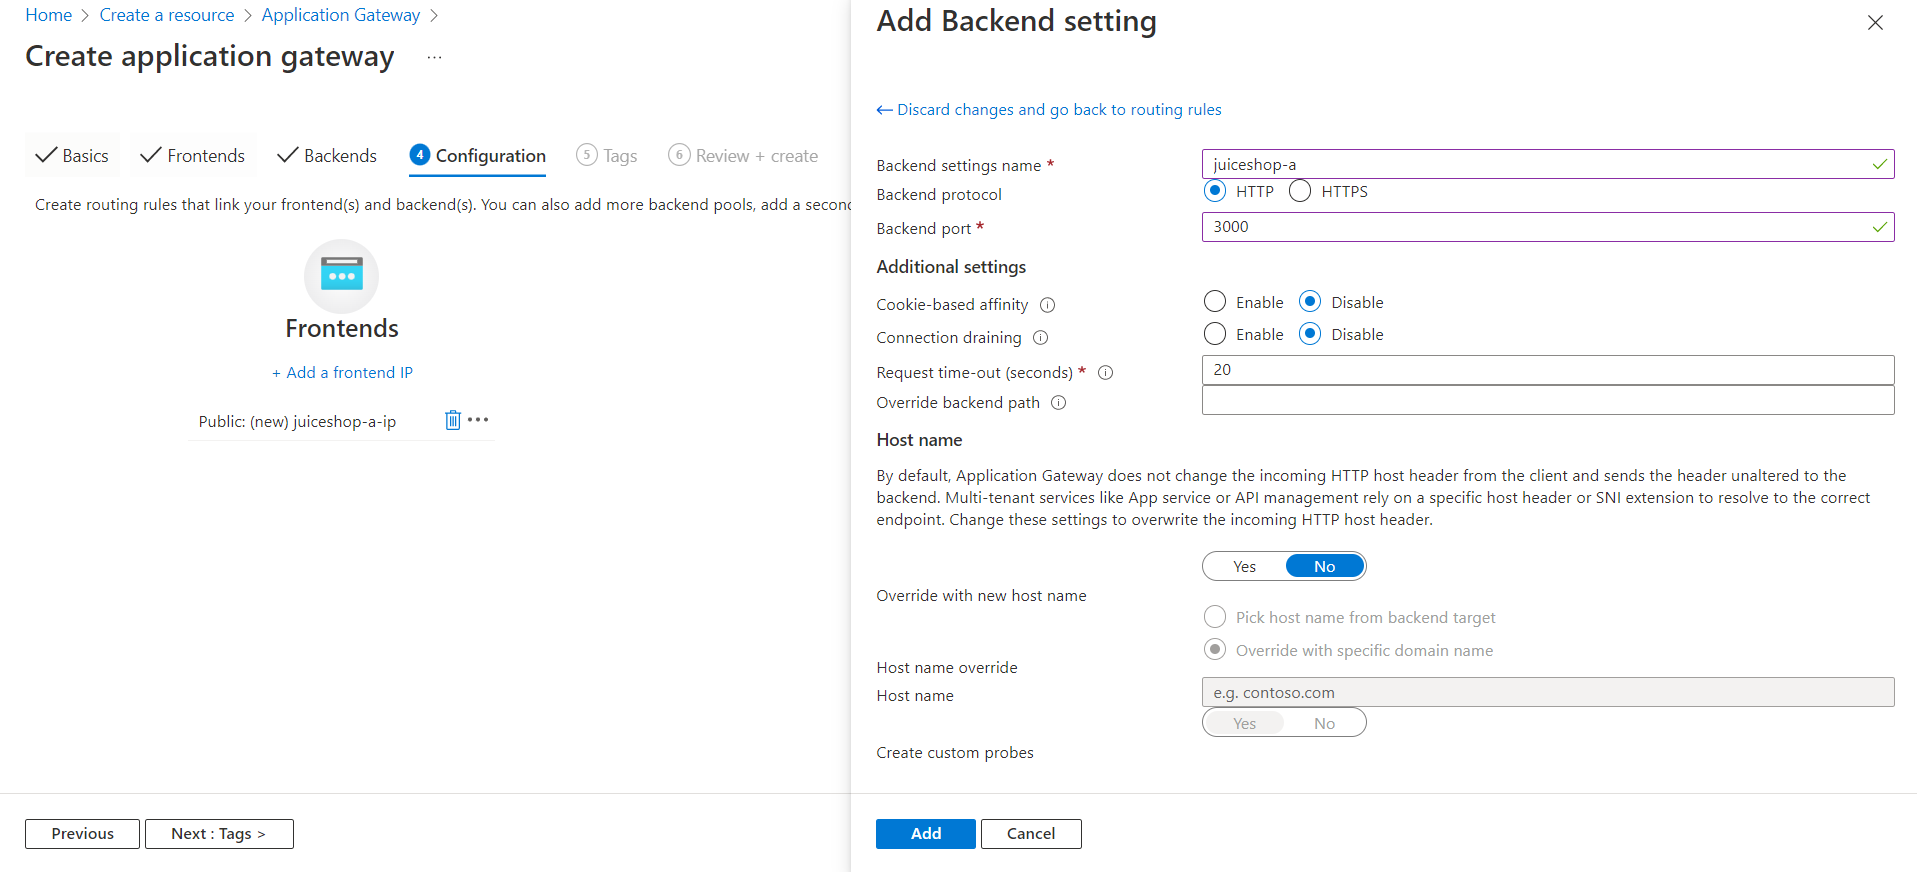 Home > Create a resource > Application Gateway >
Create application gateway ...
Basics Frontends Backends 4 Configuration 5 Tags 6 Review + create
Create routing rules that link your frontend(s) and backend(s). You can also add more backend pools, add a secon
Frontends
+ Add a frontend IP
Public: (new) juiceshop-a-ip
Previous
Next : Tags >
Add Backend setting
← Discard changes and go back to routing rules
Backend settings name * juiceshop-a
Backend protocol HTTP HTTPS
Backend port * 3000
Additional settings
Cookie-based affinity Enable Disable
Connection draining Enable Disable
Request time-out (seconds) * 20
Override backend path
Host name
By default, Application Gateway does not change the incoming HTTP host header from the client and sends the header unaltered to the
backend. Multi-tenant services like App service or API management rely on a specific host header or SNI extension to resolve to the correct
endpoint. Change these settings to overwrite the incoming HTTP host header.
Yes No
Override with new host name
Pick host name from backend target
Override with specific domain name
Host name override
Host name e.g. contoso.com
Yes No
Create custom probes
Add
Cancel